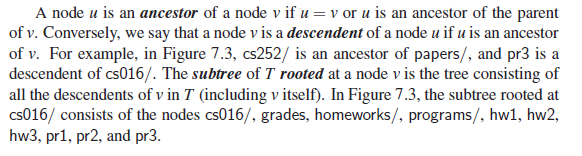 A node u is an ancestor of a node v if u = v or u is an ancestor of the parent
of v. Conversely, we say that a node v is a descendent of a node u if u is an ancestor
of v. For example, in Figure 7.3, cs252/ is an ancestor of papers/, and pr3 is a
descendent of cs016/. The subtree of T rooted at a node v is the tree consisting of
all the descendents of v in T (including v itself). In Figure 7.3, the subtree rooted at
cs016/ consists of the nodes cs016/, grades, homeworks/, programs/, hw1, hw2,
hw3, pr1, pr2, and pr3.